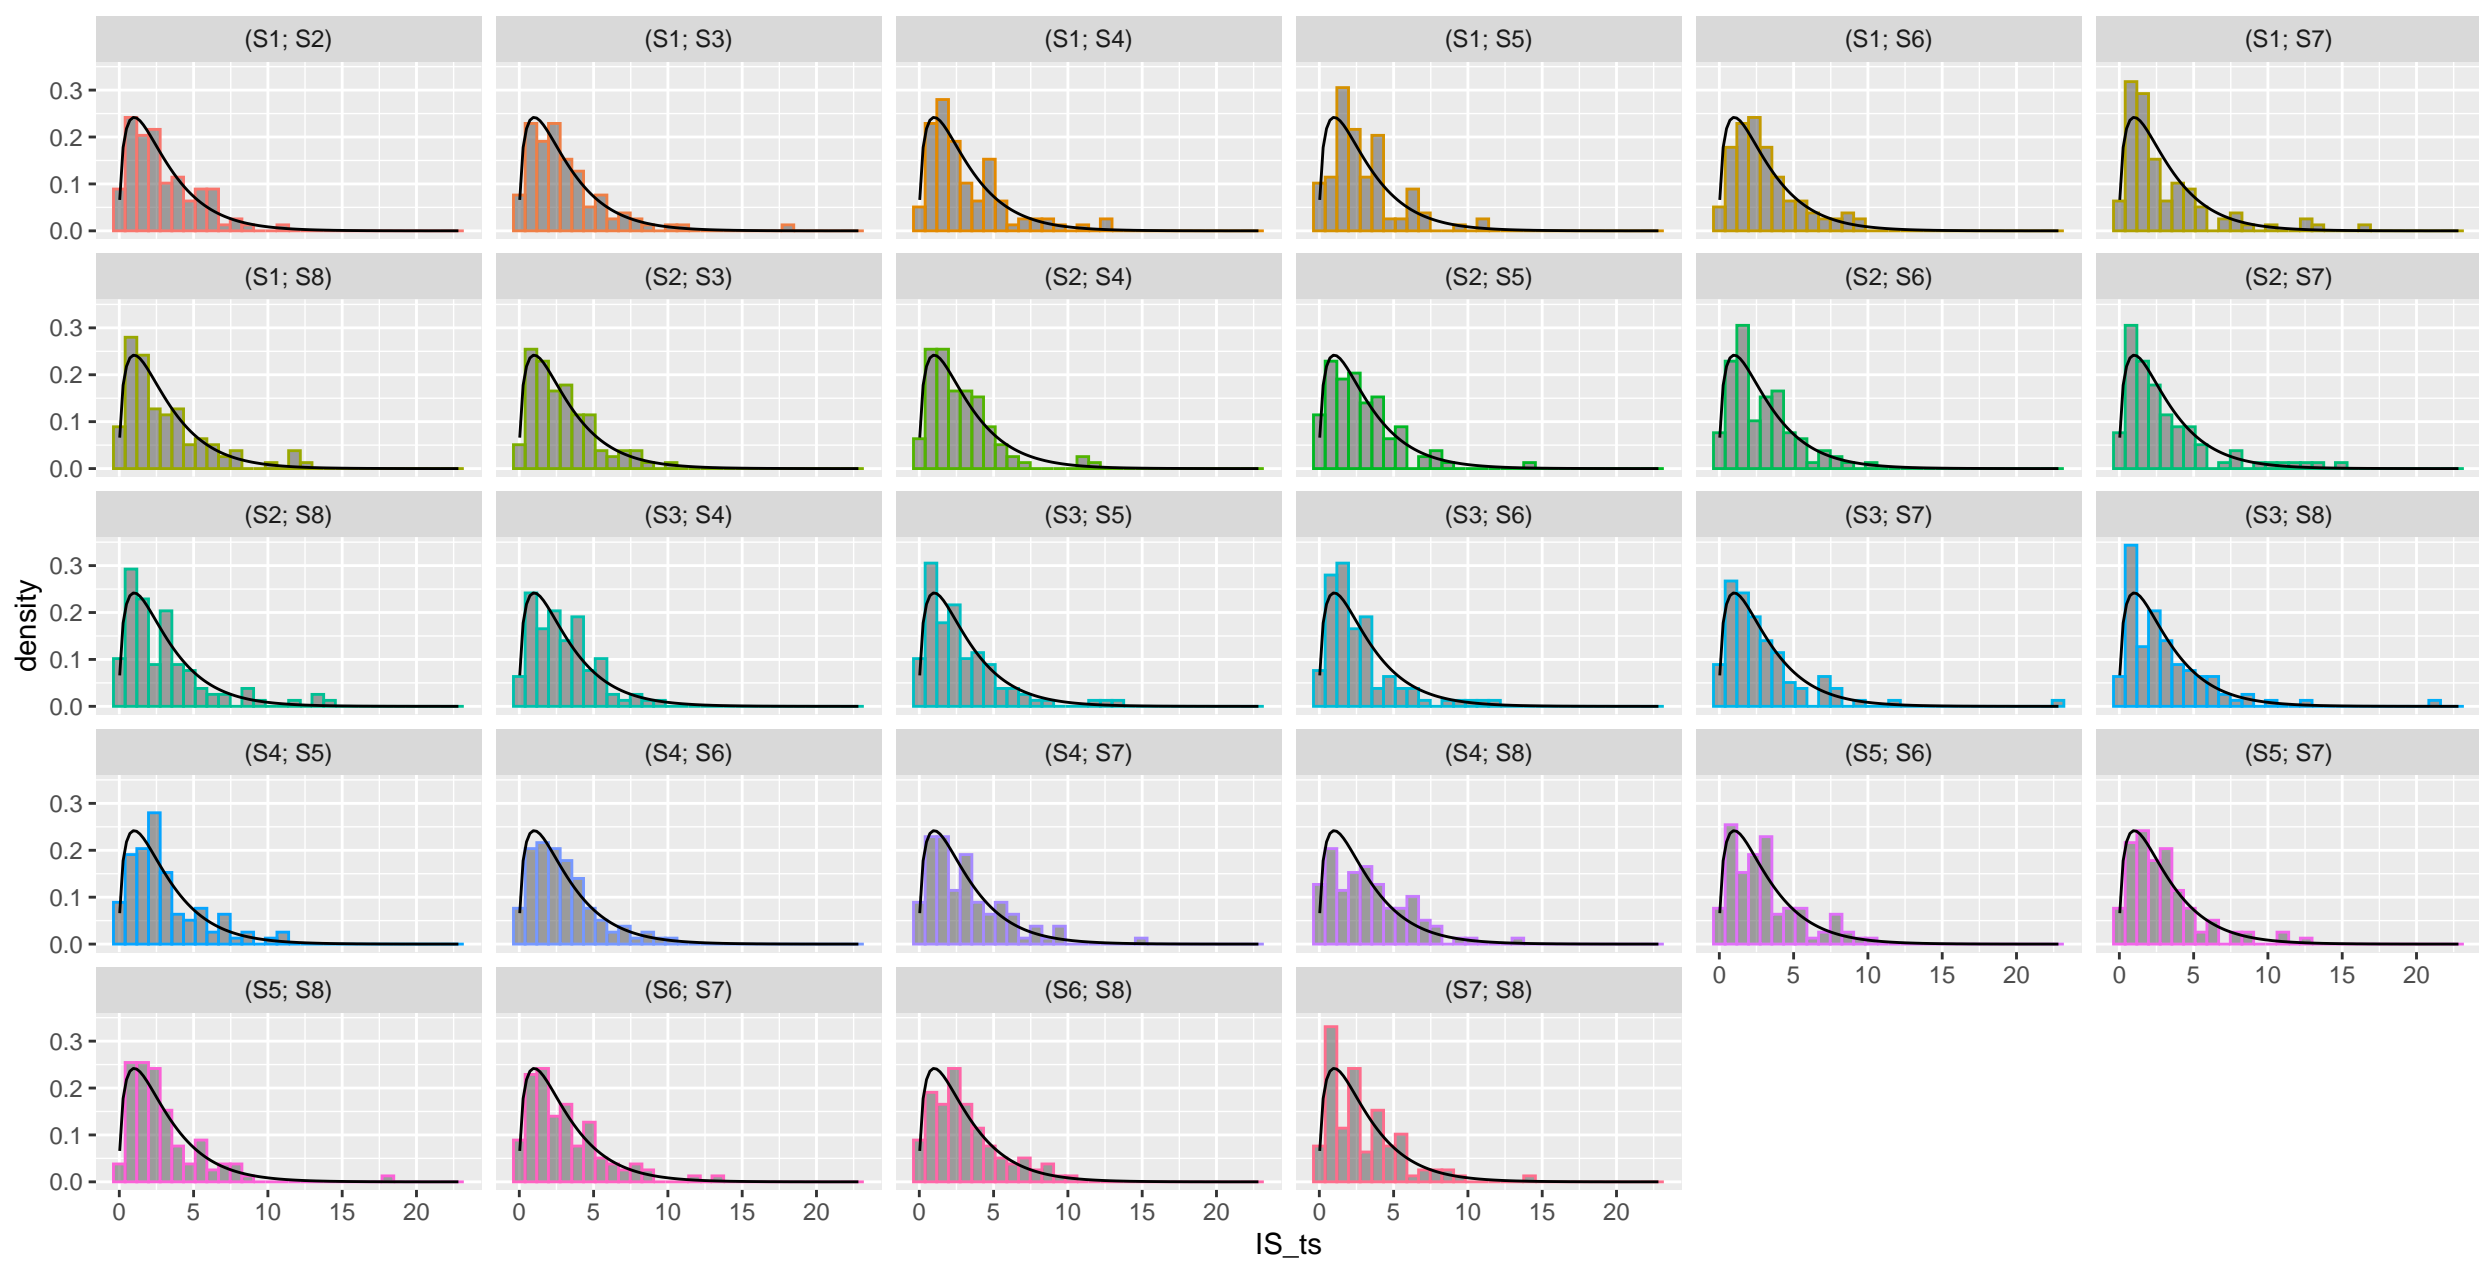 (S1; S2) (S1; S3) (S1; S4) (S1; S5) (S1; S6) (S1; S7)
0.3
0.2
0.1
0.0
(S1; S8) (S2; S3) (S2; S4) (S2; S5) (S2; S6) (S2; S7)
0.3
0.2
0.1
0.0
(S2; S8) (S3; S4) (S3; S5) (S3; S6) (S3; S7) (S3; S8)
0.3
0.2
0.1
0.0
density
(S4; S5) (S4; S6) (S4; S7) (S4; S8) (S5; S6) (S5; S7)
0.3
0.2
0.1
0.0
0 5 10 15 20 0 5 10 15 20
(S5; S8) (S6; S7) (S6; S8) (S7; S8)
0.3
0.2
0.1
0.0
0 5 10 15 20 0 5 10 15 20 0 5 10 15 20 0 5 10 15 20
IS_ts